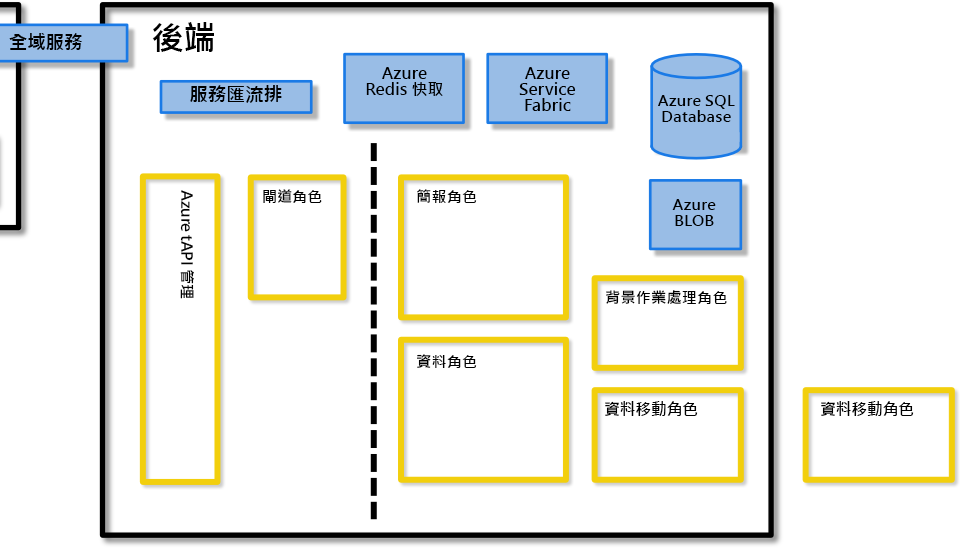 全域服務
後端
服務匯流排
Azure
Redis 快取
Azure
Service
Fabric
Azure SQL
Database
Azure
BLOB
Azure tAPI 管理
閘道角色
簡報角色
背景作業處理角色
資料角色
資料移動角色
資料移動角色